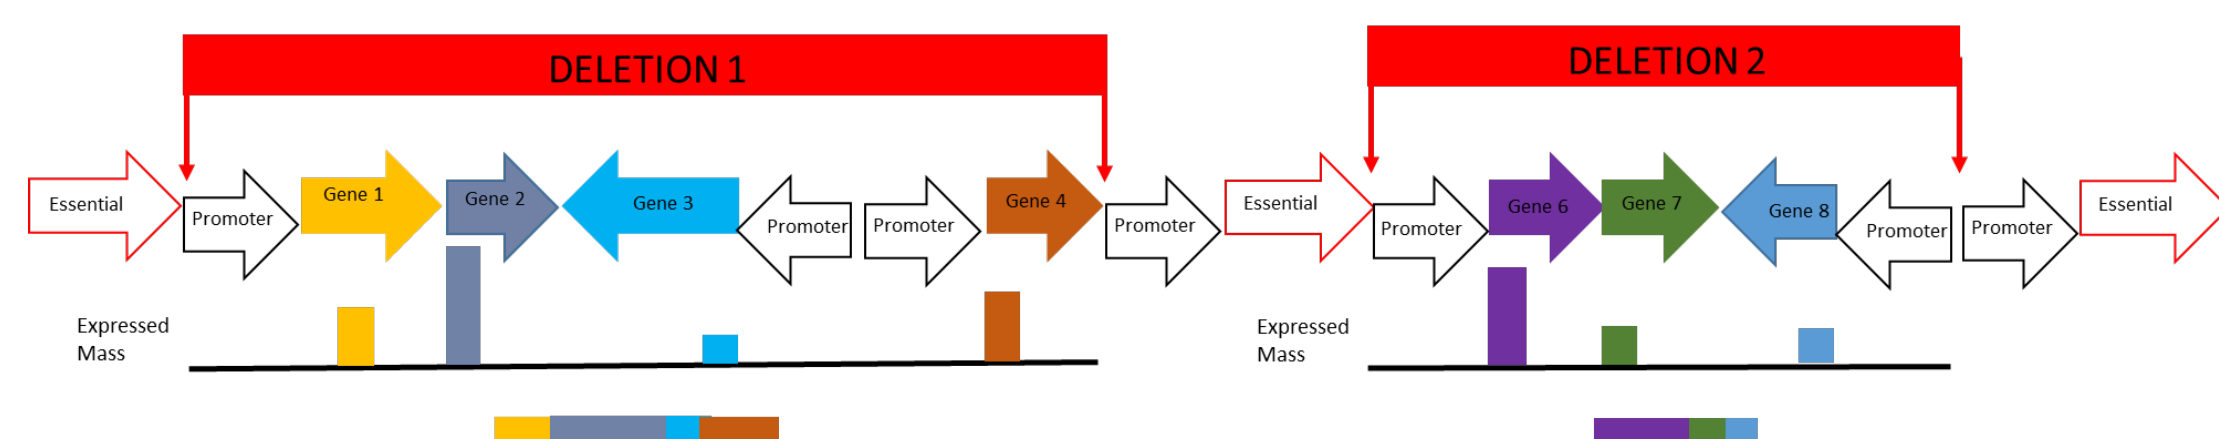 DELETION 1
DELETION 2
Essential
Promoter
Gene 1
Gene 2
Gene 3
Promoter
Promoter
Gene 4
Promoter
Essential
Promoter
Gene 6
Gene 7
Gene 8
Promoter
Promoter
Essential
Expressed
Mass
Expressed
Mass